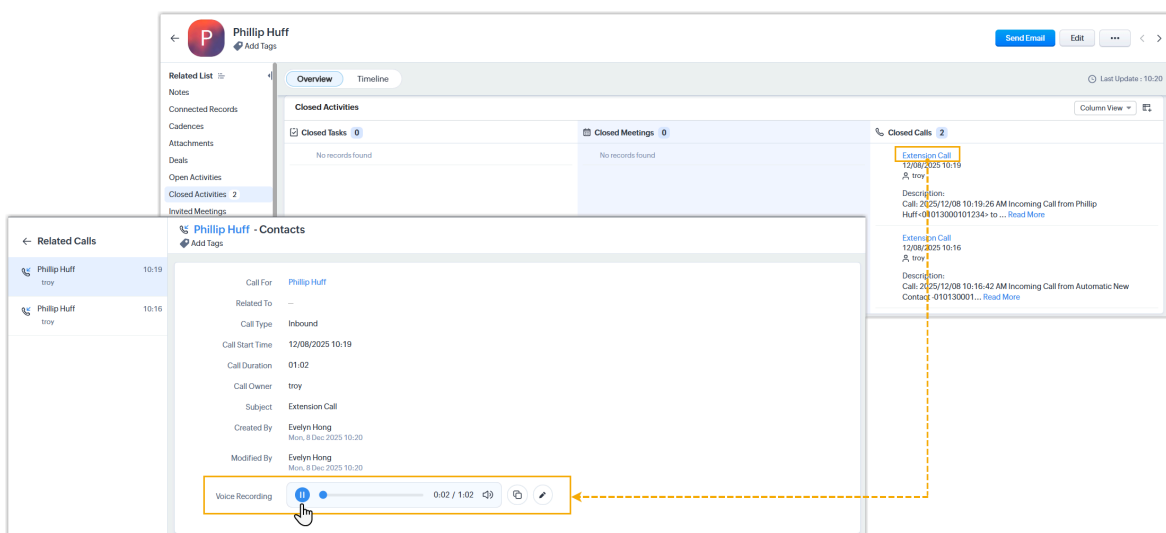 P
Phillip Huff
Add Tags
Send Email
Edit
Related List
Notes
Connected Records
Cadences
Attachments
Deals
Open Activities
Closed Activities 2
Invited Meetings
Overview
Timeline
Last Update : 10:20
Closed Activities
Column View
Closed Tasks 0
No records found
Closed Meetings 0
No records found
Closed Calls 2
Extension Call
12/08/2025 10:19
troy
Description:
Call: 2025/12/08 10:19:26 AM Incoming Call from Phillip
Huff<01013000101234> to ... Read More
Extension Call
12/08/2025 10:16
troy
Description:
Call: 2025/12/08 10:16:42 AM Incoming Call from Automatic New
Contact -010130001... Read More
Related Calls
Phillip Huff 10:19
troy
Phillip Huff 10:16
troy
Phillip Huff - Contacts
Add Tags
Call For Phillip Huff
Related To —
Call Type Inbound
Call Start Time 12/08/2025 10:19
Call Duration 01:02
Call Owner troy
Subject Extension Call
Created By Evelyn Hong
Mon, 8 Dec 2025 10:20
Modified By Evelyn Hong
Mon, 8 Dec 2025 10:20
Voice Recording 0:02 / 1:02